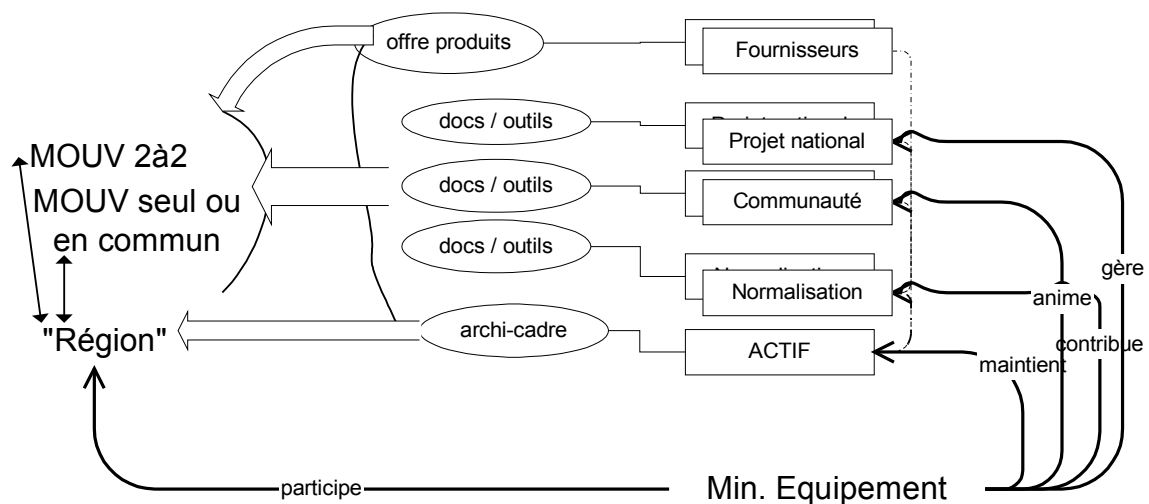 offre produits
Fournisseurs
docs / outils
Projet national
MOUV 2à2
docs / outils
Communauté
MOUV seul ou
en commun
docs / outils
gère
Normalisation
anime
"Région"
archi-cadre
ACTIF
contribue
maintient
participe
Min. Equipement